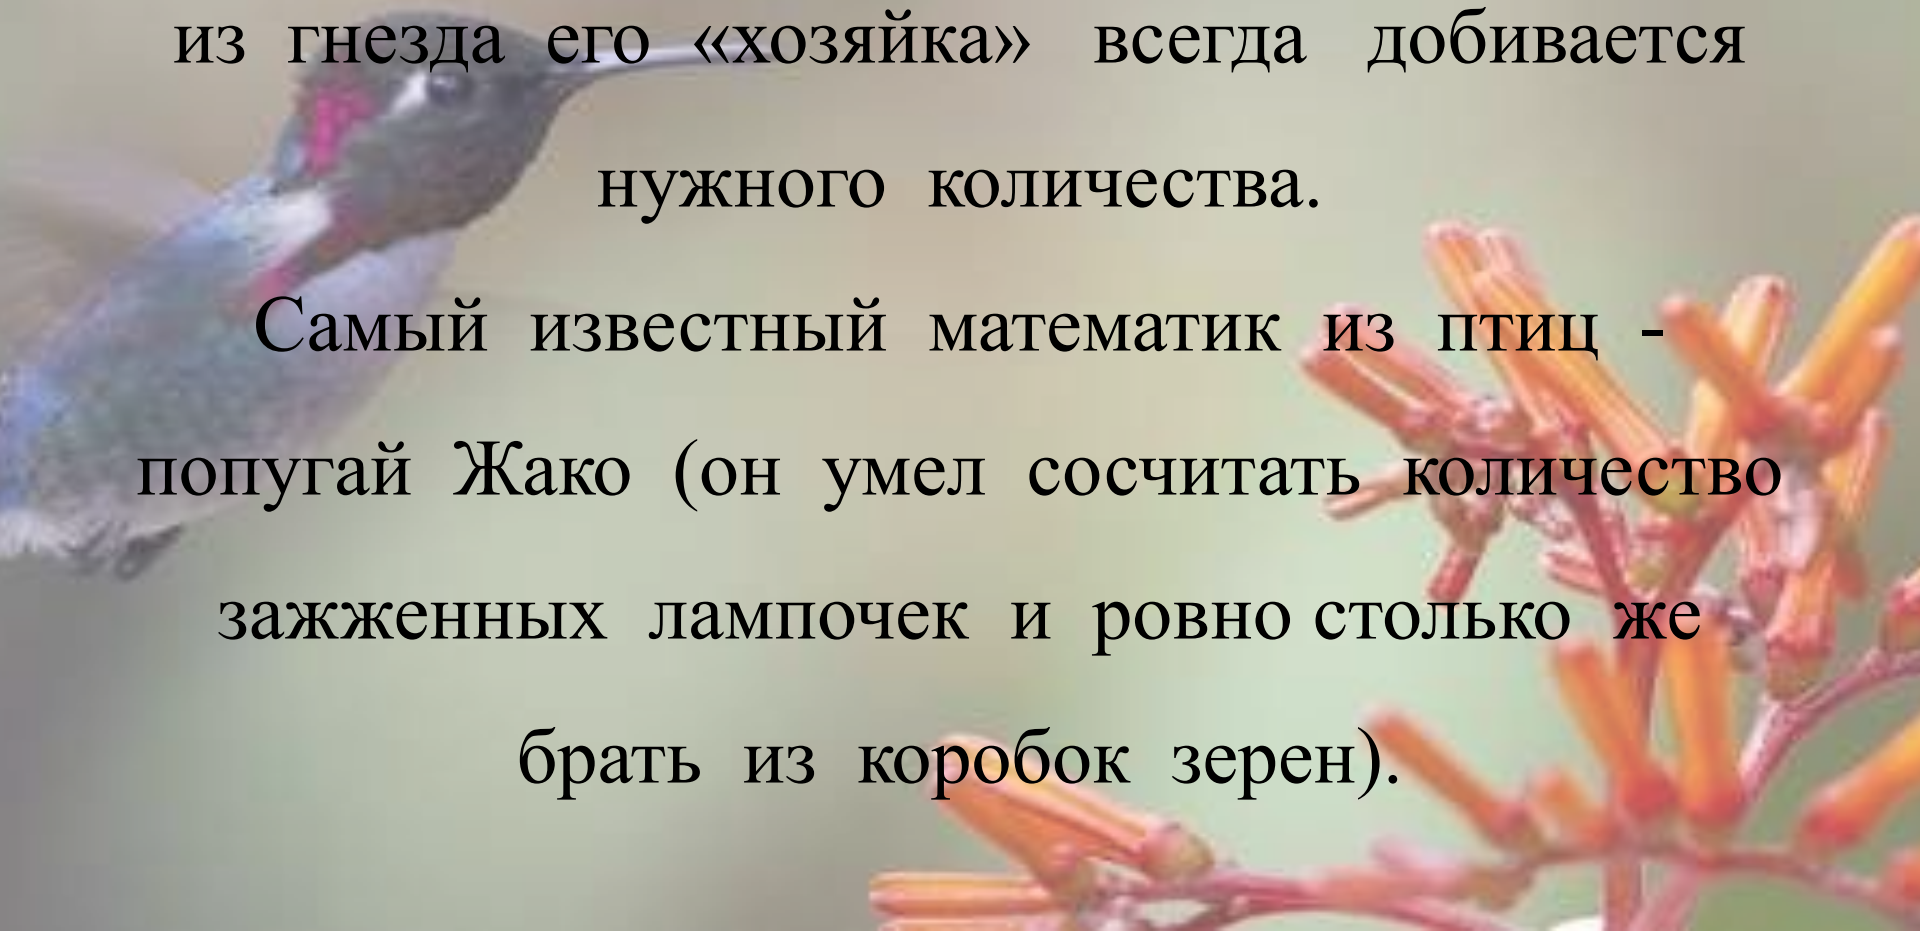 из гнезда его «хозяйка» всегда добивается
нужного количества.
Самый известный математик из птиц -
попугай Жако (он умел сосчитать количество
зажженных лампочек и ровно столько же
брать из коробок зерен).